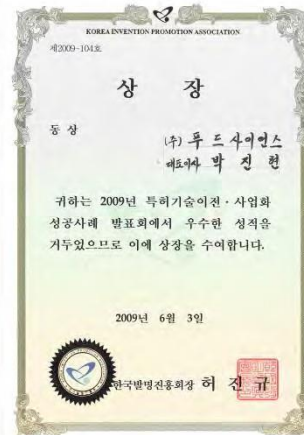 KOREA INVENTION PROMOTION ASSOCIATION
제2009-104호
상 장
동 상
(주) 푸드사이언스
대표이사 박 진 현
귀하는 2009년 특허기술이전·사업화
성공사례 발표회에서 우수한 성적을
거두었으므로 이에 상장을 수여합니다.
2009년 6월 3일
한국발명진흥회장 허 진 규